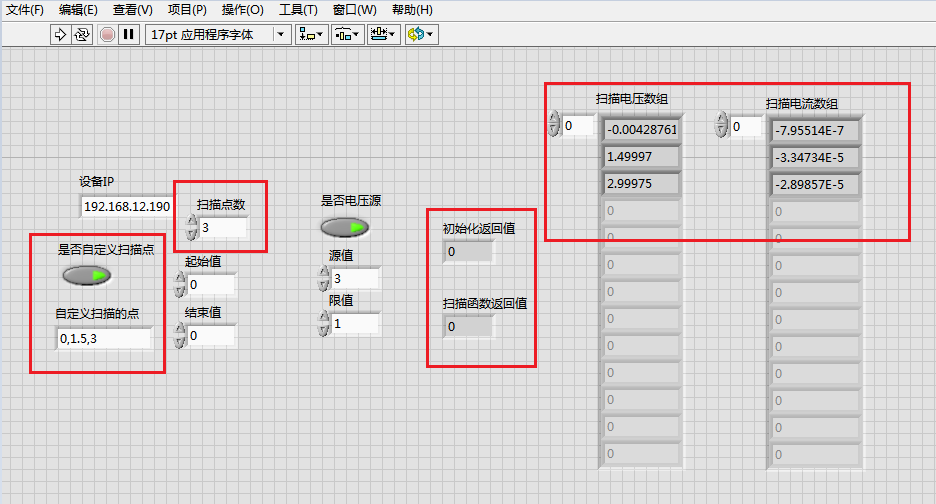 文件(F) 编辑(E) 查看(V) 项目(P) 操作(O) 工具(T) 窗口(W) 帮助(H)
17pt 应用程序字体
扫描电压数组
扫描电流数组
0
-0.00428761
1.49997
2.99975
0
0
0
0
0
0
0
0
0
0
0
-7.95514E-7
-3.34734E-5
-2.89857E-5
0
0
0
0
0
0
0
0
0
0
设备IP
192.168.12.190
扫描点数
3
是否电压源
是否自定义扫描点
起始值
0
源值
3
初始化返回值
0
自定义扫描的点
0,1.5,3
结束值
0
限值
1
扫描函数返回值
0